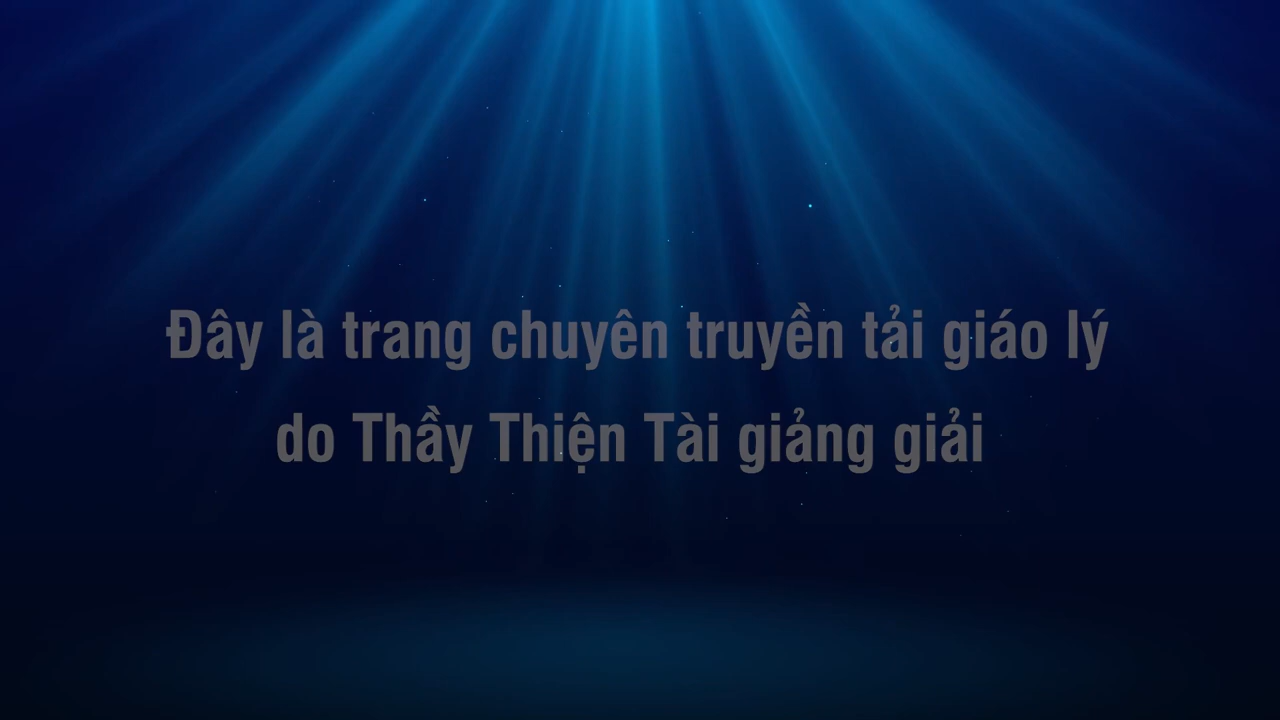 Đây là trang chuyên truyền tải giáo lý
do Thầy Thiện Tài giảng giải